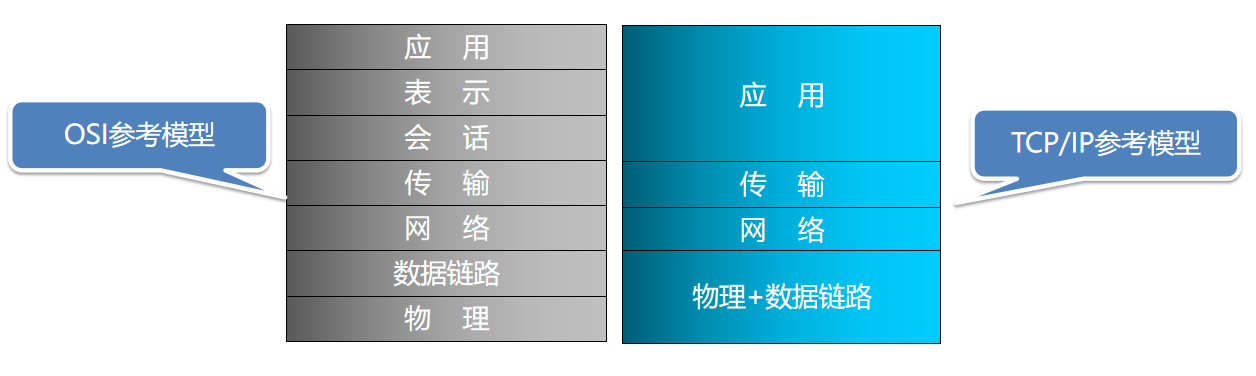 OSI参考模型
应 用
表 示
会 话
传 输
网 络
数据链路
物 理
应 用
传 输
网 络
物理+数据链路
TCP/IP参考模型